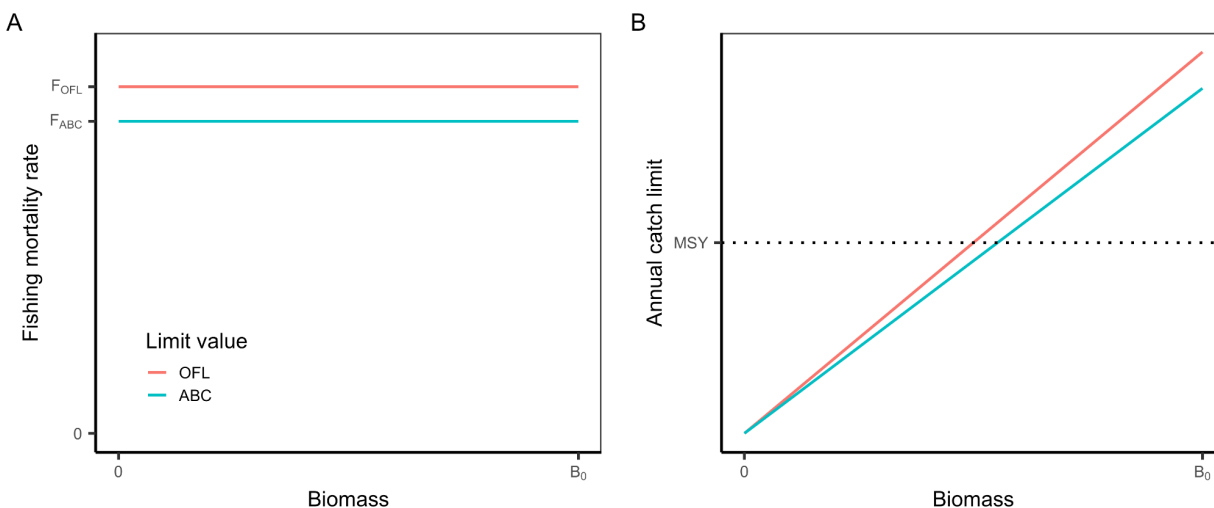 A
Fishing mortality rate
F_OFL
F_ABC
0
Limit value
OFL
ABC
0
B_0
Biomass
B
Annual catch limit
MSY
0
B_0
Biomass